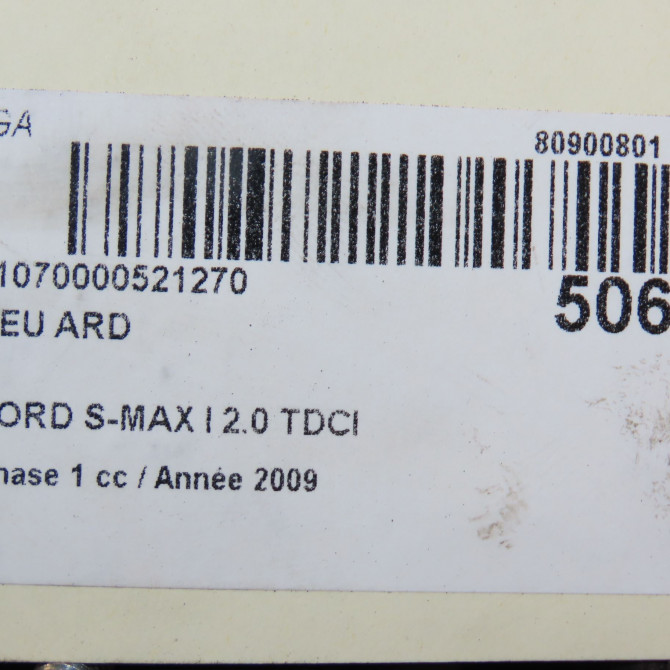 GA
80900801
1070000521270
506
EU ARD
ORD S-MAX I 2.0 TDCI
hase 1 cc / Année 2009